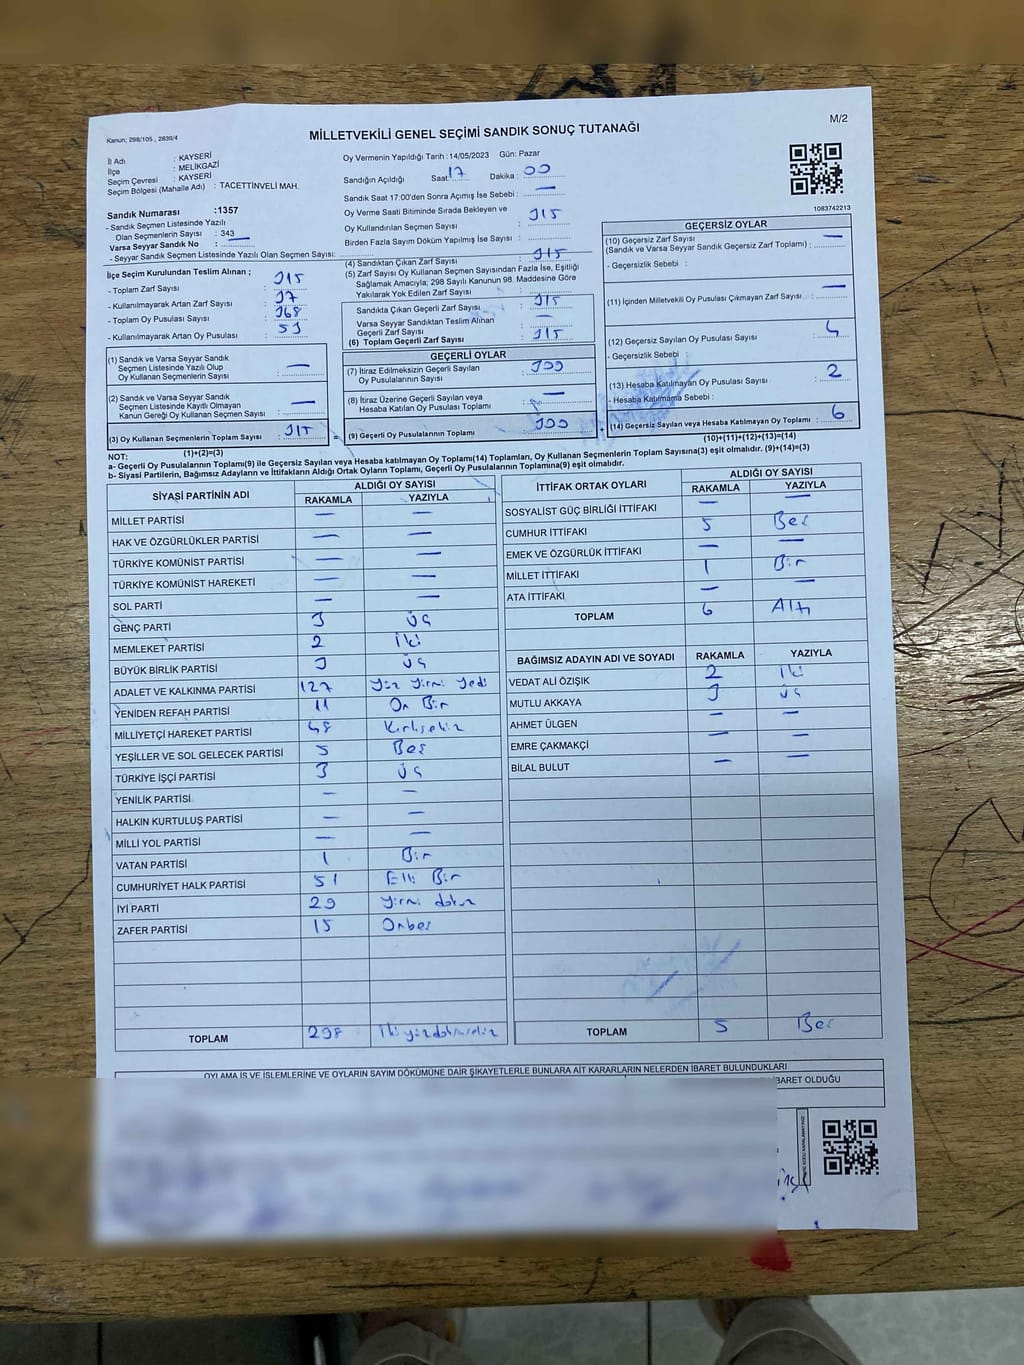 Kanun; 298/105 , 2839/4
MİLLETVEKİLİ GENEL SEÇİMİ SANDIK SONUÇ TUTANAĞI
M/2
İl Adı : KAYSERİ
İlçe : MELİKGAZİ
Seçim Çevresi : KAYSERİ
Seçim Bölgesi (Mahalle Adı) : TACETTİNVELİ MAH.
Sandık Numarası :1357
- Sandık Seçmen Listesinde Yazılı
Olan Seçmenlerin Sayısı : 343
Varsa Seyyar Sandık No : —
- Seyyar Sandık Seçmen Listesinde Yazılı Olan Seçmen Sayısı:
Oy Vermenin Yapıldığı Tarih :14/05/2023 Gün: Pazar
Sandığın Açıldığı Saat: 17 Dakika : 00
Sandık Saat 17:00'den Sonra Açımış İse Sebebi : —
Oy Verme Saati Bitiminde Sırada Bekleyen ve
Oy Kullandırılan Seçmen Sayısı : 315
Birden Fazla Sayım Döküm Yapılmış İse Sayısı :
(4) Sandıktan Çıkan Zarf Sayısı : 315
(5) Zarf Sayısı Oy Kullanan Seçmen Sayısından Fazla İse, Eşitliği
Sağlamak Amacıyla; 298 Sayılı Kanunun 98. Maddesine Göre
Yakılarak Yok Edilen Zarf Sayısı :
Sandıkta Çıkan Geçerli Zarf Sayısı : 315
Varsa Seyyar Sandıktan Teslim Alınan
Geçerli Zarf Sayısı : —
(6) Toplam Geçerli Zarf Sayısı : 315
İlçe Seçim Kurulundan Teslim Alınan ;
- Toplam Zarf Sayısı : 315
- Kullanılmayarak Artan Zarf Sayısı : 37
- Toplam Oy Pusulası Sayısı : 368
- Kullanılmayarak Artan Oy Pusulası : 53
(1) Sandık ve Varsa Seyyar Sandık
Seçmen Listesinde Yazılı Olup
Oy Kullanan Seçmenlerin Sayısı : —
(2) Sandık ve Varsa Seyyar Sandık
Seçmen Listesinde Kayıtlı Olmayan
Kanun Gereği Oy Kullanan Seçmen Sayısı : —
(3) Oy Kullanan Seçmenlerin Toplam Sayısı : 315
(1)+(2)=(3)
GEÇERLİ OYLAR
(7) İtiraz Edilmeksizin Geçerli Sayılan
Oy Pusulalarının Sayısı : 309
(8) İtiraz Üzerine Geçerli Sayılan veya
Hesaba Katılan Oy Pusulası Toplamı : —
(9) Geçerli Oy Pusulalarının Toplamı : 309
1083742213
GEÇERSİZ OYLAR
(10) Geçersiz Zarf Sayısı
(Sandık ve Varsa Seyyar Sandık Geçersiz Zarf Toplamı) : —
- Geçersizlik Sebebi :
(11) İçinden Milletvekili Oy Pusulası Çıkmayan Zarf Sayısı : —
(12) Geçersiz Sayılan Oy Pusulası Sayısı : 4
- Geçersizlik Sebebi :
(13) Hesaba Katılmayan Oy Pusulası Sayısı : 2
- Hesaba Katılmama Sebebi :
(14) Geçersiz Sayılan veya Hesaba Katılmayan Oy Toplamı : 6
(10)+(11)+(12)+(13)=(14)
NOT:
a- Geçerli Oy Pusulaları Toplamı(9) ile Geçersiz Sayılan veya Hesaba Katılmayan Oy Toplamı(14) Toplamları, Oy Kullanan Seçmenlerin Toplam Sayısına(3) eşit olmalıdır. (9)+(14)=(3)
b- Siyasi Partilerin, Bağımsız Adayların ve İttifakların Aldığı Ortak Oyların Toplamı, Geçerli Oy Pusulalarının Toplamına(9) eşit olmalıdır.
SİYASİ PARTİNİN ADI ALDIĞI OY SAYISI
RAKAMLA YAZIYLA
MİLLET PARTİSİ — —
HAK VE ÖZGÜRLÜKLER PARTİSİ — —
TÜRKİYE KOMÜNİST PARTİSİ — —
TÜRKİYE KOMÜNİST HAREKETİ — —
SOL PARTİ — —
GENÇ PARTİ 3 üç
MEMLEKET PARTİSİ 2 İki
BÜYÜK BİRLİK PARTİSİ 3 üç
ADALET VE KALKINMA PARTİSİ 127 Yüz Yirmi Yedi
YENİDEN REFAH PARTİSİ 11 On Bir
MİLLİYETÇİ HAREKET PARTİSİ 48 Kırksekiz
YEŞİLLER VE SOL GELECEK PARTİSİ 5 Beş
TÜRKİYE İŞÇİ PARTİSİ 3 üç
YENİLİK PARTİSİ — —
HALKIN KURTULUŞ PARTİSİ — —
MİLLİ YOL PARTİSİ — —
VATAN PARTİSİ 1 Bir
CUMHURİYET HALK PARTİSİ 51 Elli Bir
İYİ PARTİ 29 Yirmi dokuz
ZAFER PARTİSİ 15 Onbeş
TOPLAM 298 İki yüz doksan sekiz
İTTİFAK ORTAK OYLARI ALDIĞI OY SAYISI
RAKAMLA YAZIYLA
SOSYALİST GÜÇ BİRLİĞİ İTTİFAKI — —
CUMHUR İTTİFAKI 5 Beş
EMEK VE ÖZGÜRLÜK İTTİFAKI — —
MİLLET İTTİFAKI 1 Bir
ATA İTTİFAKI — —
TOPLAM 6 Altı
BAĞIMSIZ ADAYIN ADI VE SOYADI RAKAMLA YAZIYLA
VEDAT ALİ ÖZIŞIK 2 İki
MUTLU AKKAYA 3 üç
AHMET ÜLGEN — —
EMRE ÇAKMAKÇİ — —
BİLAL BULUT — —
TOPLAM 5 Beş
OYLAMA İŞ VE İŞLEMLERİNE VE OYLARIN SAYIM DÖKÜMÜNE DAİR ŞİKAYETLERLE BUNLARA AİT KARARLARIN NELERDEN İBARET BULUNDUKLARI
İBARET OLDUĞU